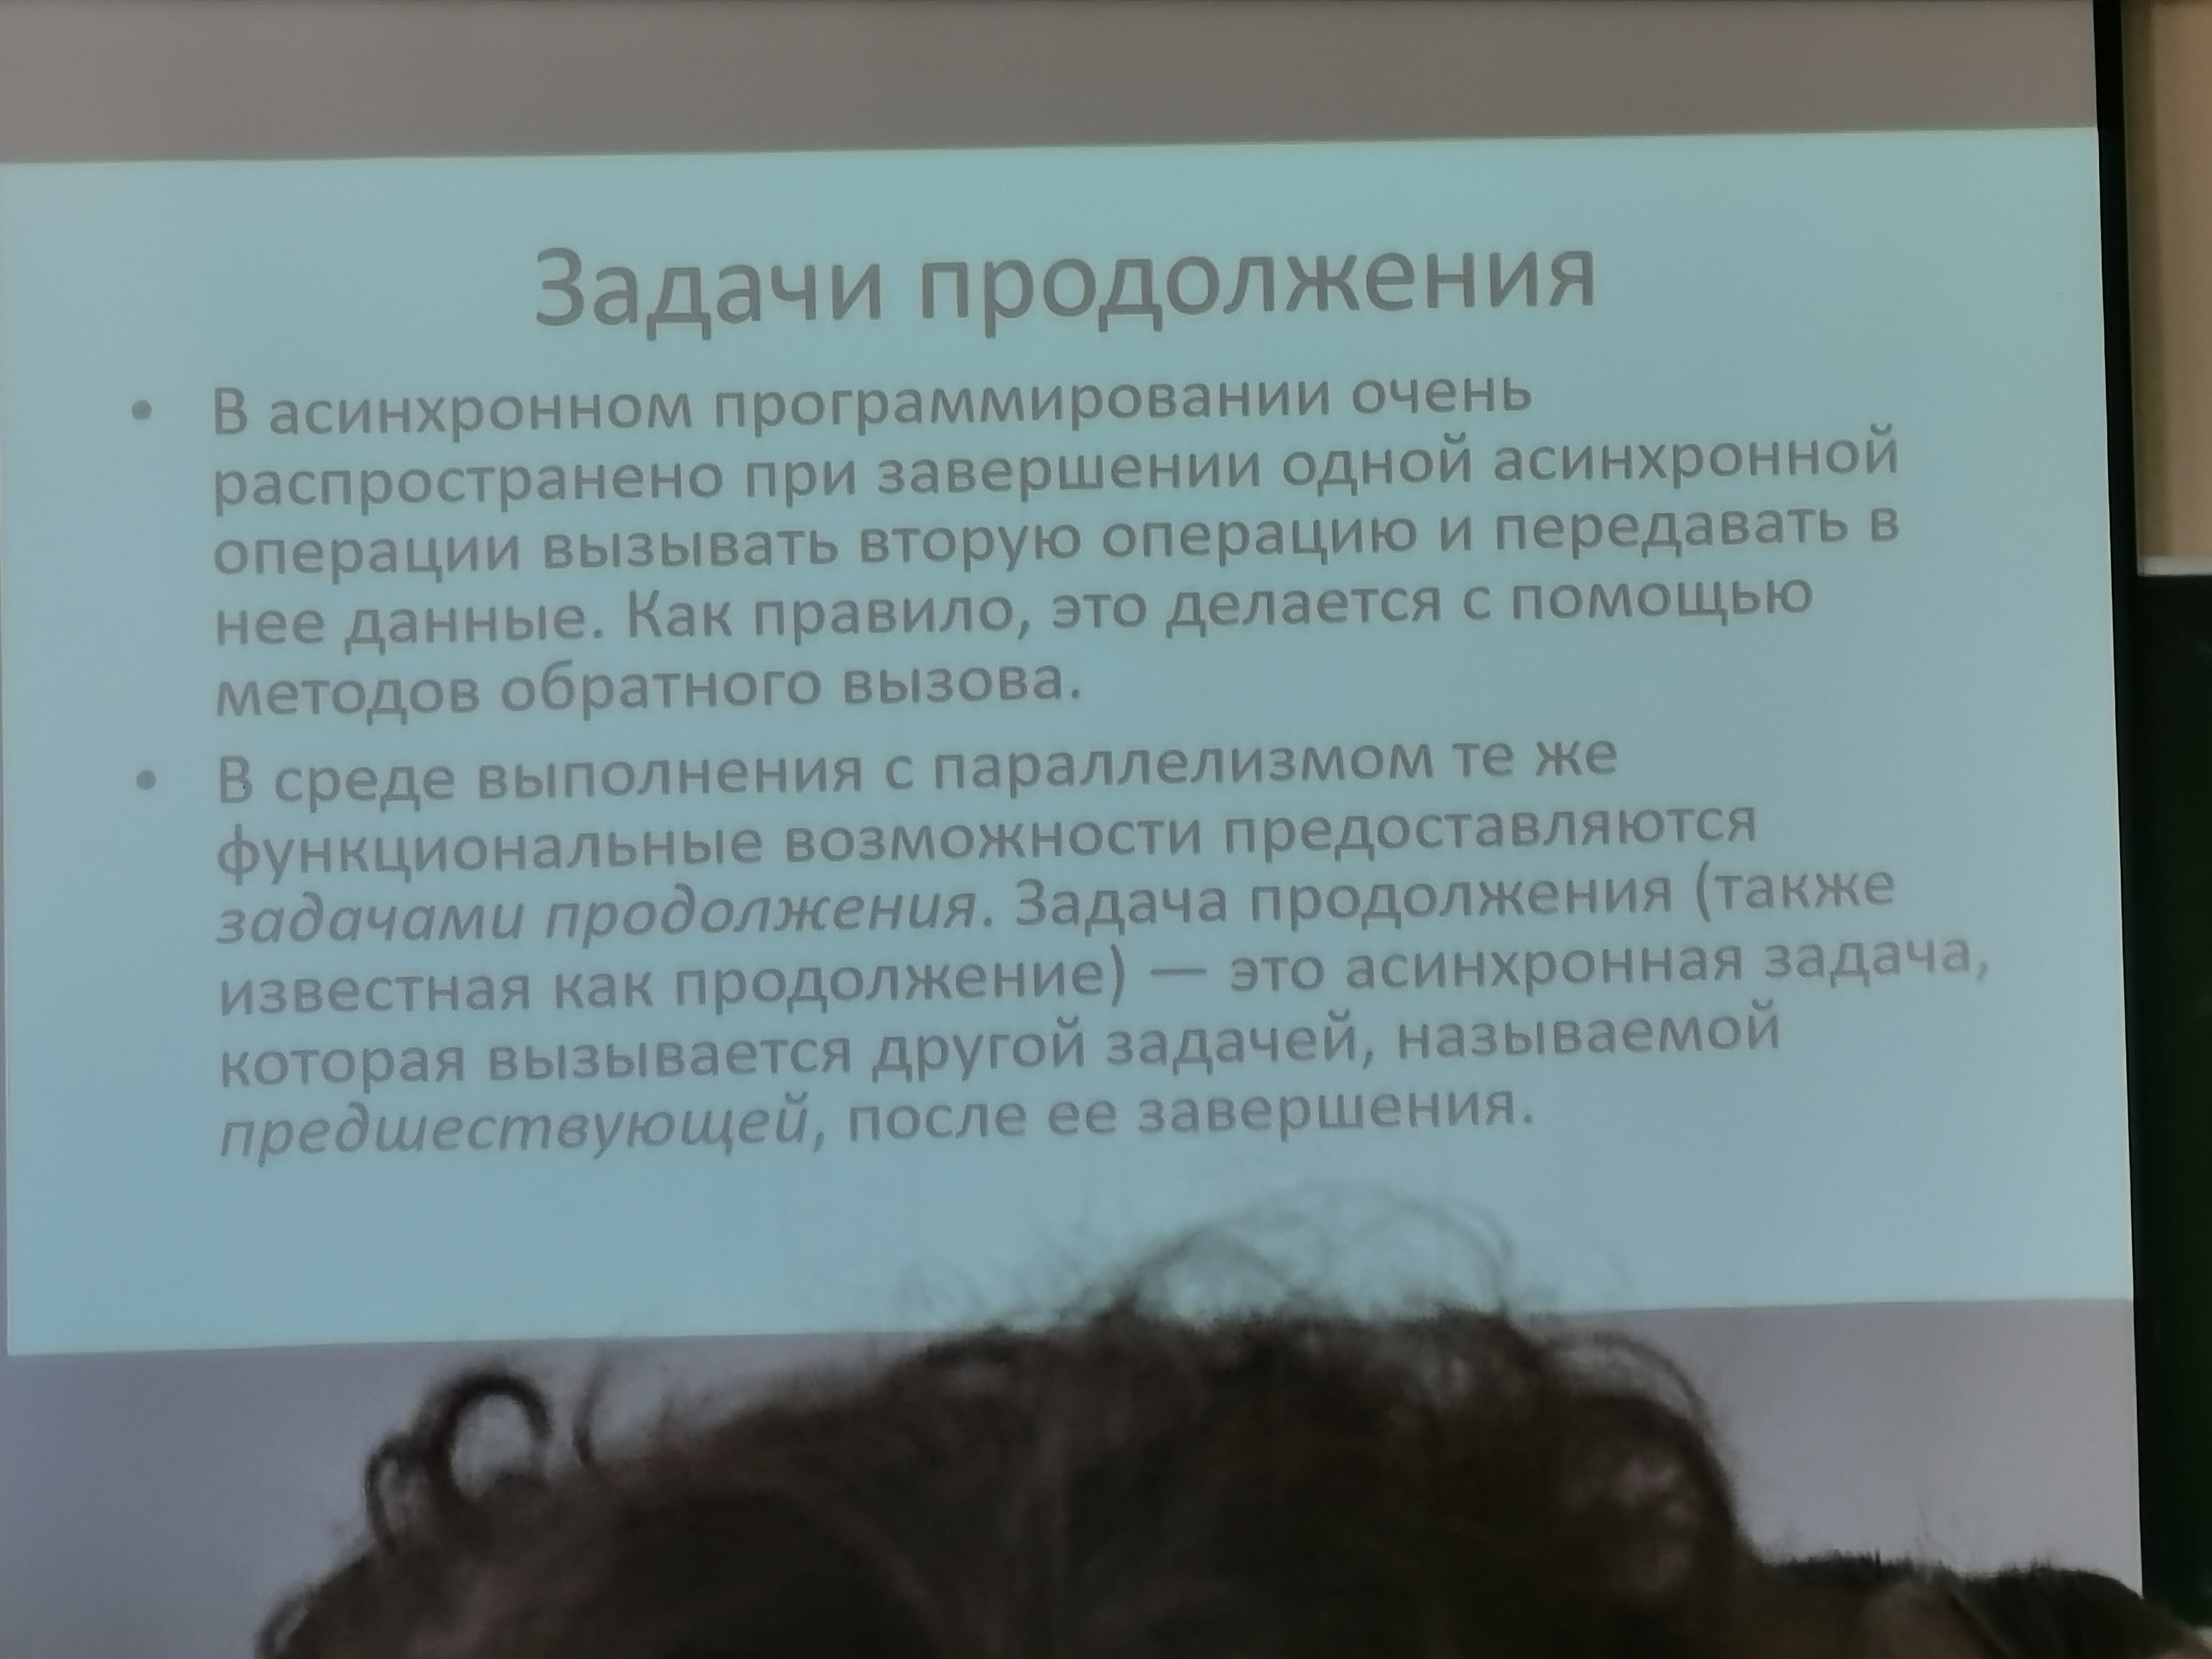 Задачи продолжения
• В асинхронном программировании очень
распространено при завершении одной асинхронной
операции вызывать вторую операцию и передавать в
нее данные. Как правило, это делается с помощью
методов обратного вызова.
• В среде выполнения с параллелизмом те же
функциональные возможности предоставляются
задачами продолжения. Задача продолжения (также
известная как продолжение) — это асинхронная задача,
которая вызывается другой задачей, называемой
предшествующей, после ее завершения.